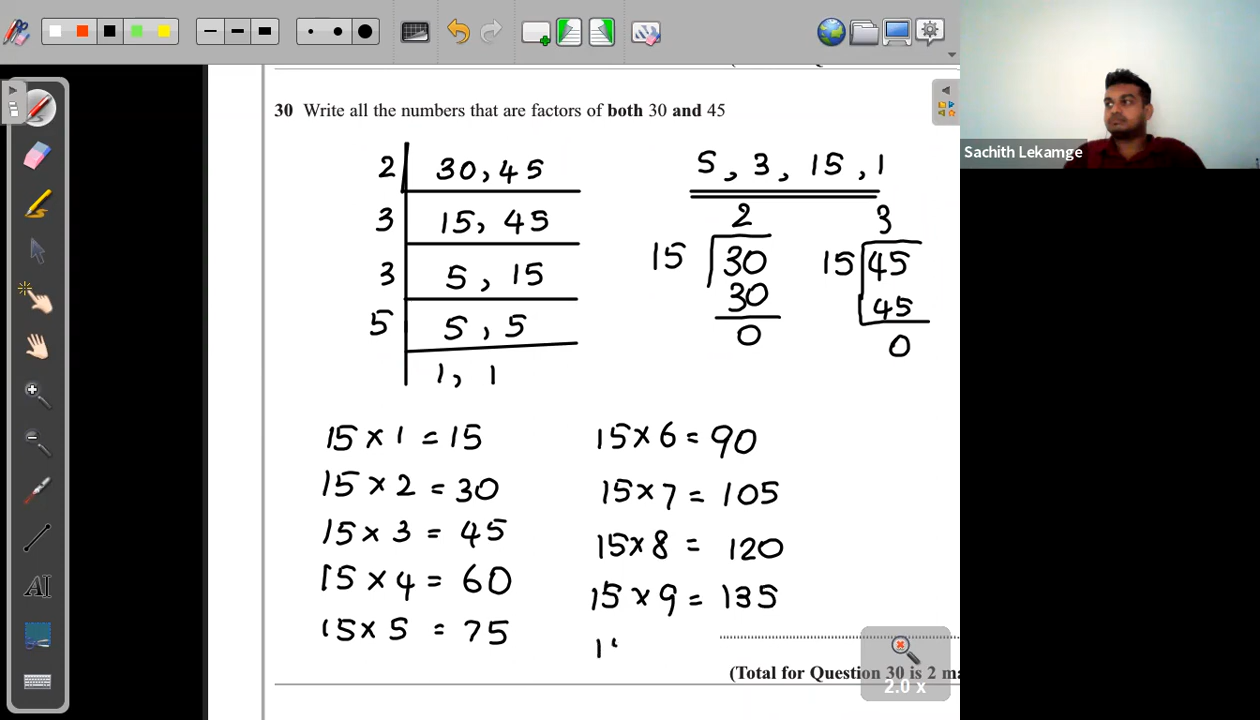 30 Write all the numbers that are factors of both 30 and 45
2 | 30, 45
3 | 15, 45
3 | 5, 15
5 | 5, 5
1, 1
5, 3, 15, 1
2
15 30
30
0
3
15 45
45
0
15 × 1 = 15
15 × 2 = 30
15 × 3 = 45
15 × 4 = 60
15 × 5 = 75
15 × 6 = 90
15 × 7 = 105
15 × 8 = 120
15 × 9 = 135
(Total for Question 30 is 2 ma
2.0 x
AI
Sachith Lekamge